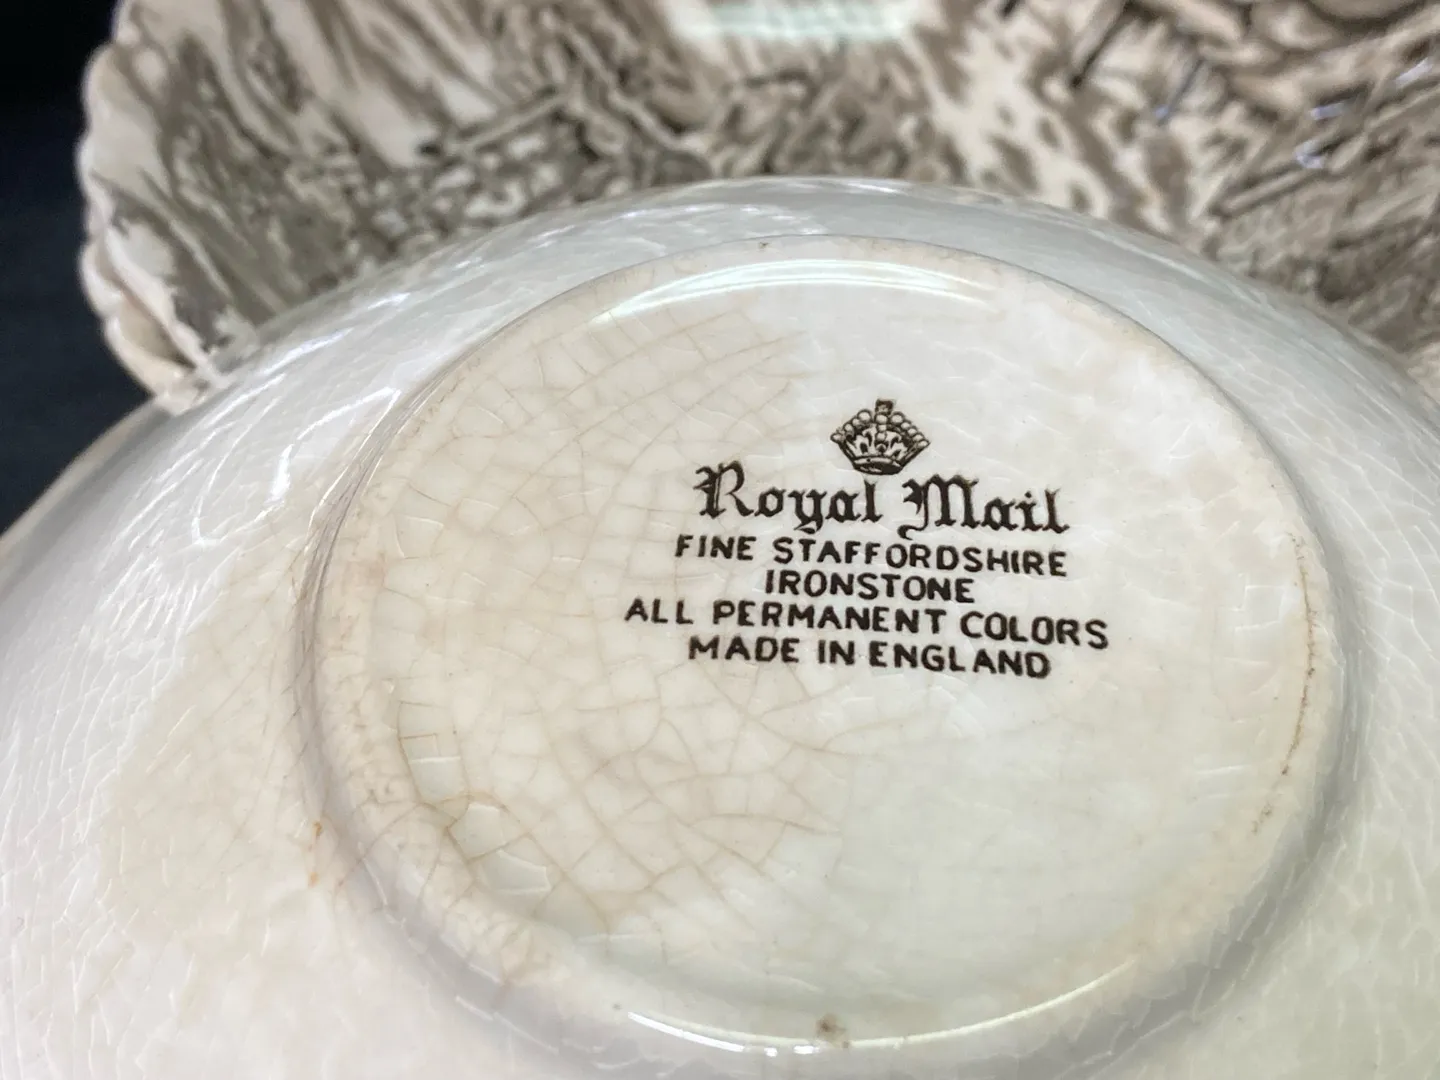 Royal Mail
FINE STAFFORDSHIRE
IRONSTONE
ALL PERMANENT COLORS
MADE IN ENGLAND